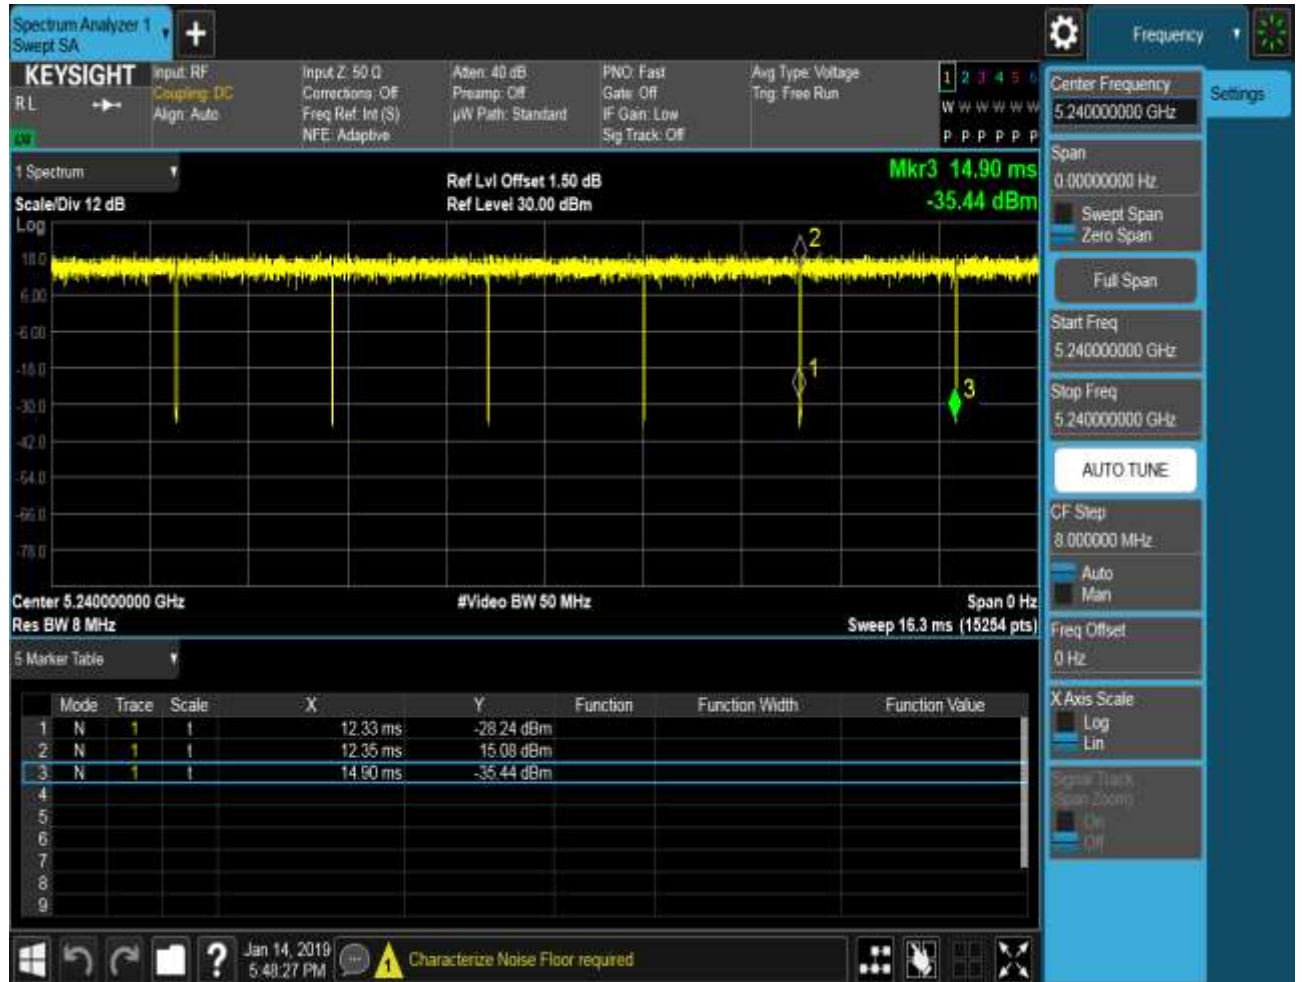 Spectrum Analyzer 1
Swept SA
Frequency
KEYSIGHT
RL
Input: RF
Coupling: DC
Align: Auto
Input Z: 50 Ω
Corrections: Off
Freq Ref: Int (S)
NFE: Adaptive
Atten: 40 dB
Preamp: Off
µW Path: Standard
PNO: Fast
Gate: Off
IF Gain: Low
Sig Track: Off
Avg Type: Voltage
Trig: Free Run
1 2 3 4 5 6
W W W W W W
P P P P P P
1 Spectrum
Scale/Div 12 dB
Ref Lvl Offset 1.50 dB
Ref Level 30.00 dBm
Mkr3 14.90 ms
-35.44 dBm
Log
18.0
6.00
-6.00
-18.0
-30.0
-42.0
-54.0
-66.0
-78.0
2
1
3
Center 5.240000000 GHz
#Video BW 50 MHz
Span 0 Hz
Res BW 8 MHz
Sweep 16.3 ms (15254 pts)
5 Marker Table
Mode Trace Scale X Y Function Function Width Function Value
1 N 1 t 12.33 ms -28.24 dBm
2 N 1 t 12.35 ms 15.08 dBm
3 N 1 t 14.90 ms -35.44 dBm
4
5
6
7
8
9
?
Jan 14, 2019
5:48:27 PM
1
Characterize Noise Floor required
Center Frequency
5.240000000 GHz
Settings
Span
0.00000000 Hz
Swept Span
Zero Span
Full Span
Start Freq
5.240000000 GHz
Stop Freq
5.240000000 GHz
AUTO TUNE
CF Step
8.000000 MHz
Auto
Man
Freq Offset
0 Hz
X Axis Scale
Log
Lin
Signal Track
(Span Zoom)
On
Off